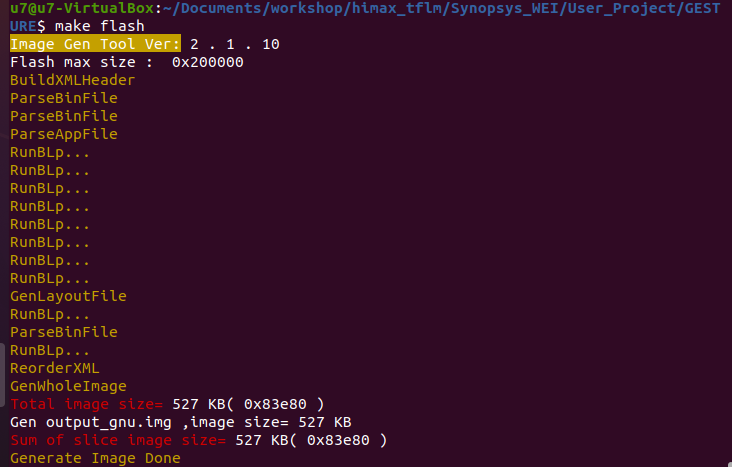 u7@u7-VirtualBox:~/Documents/workshop/himax_tflm/Synopsys_WEI/User_Project/GEST
URE$ make flash
Image Gen Tool Ver: 2 . 1 . 10
Flash max size :  0x200000
BuildXMLHeader
ParseBinFile
ParseBinFile
ParseAppFile
RunBLp...
RunBLp...
RunBLp...
RunBLp...
RunBLp...
RunBLp...
RunBLp...
RunBLp...
GenLayoutFile
RunBLp...
ParseBinFile
RunBLp...
ReorderXML
GenWholeImage
Total image size= 527 KB( 0x83e80 )
Gen output_gnu.img ,image size= 527 KB
Sum of slice image size= 527 KB( 0x83e80 )
Generate Image Done